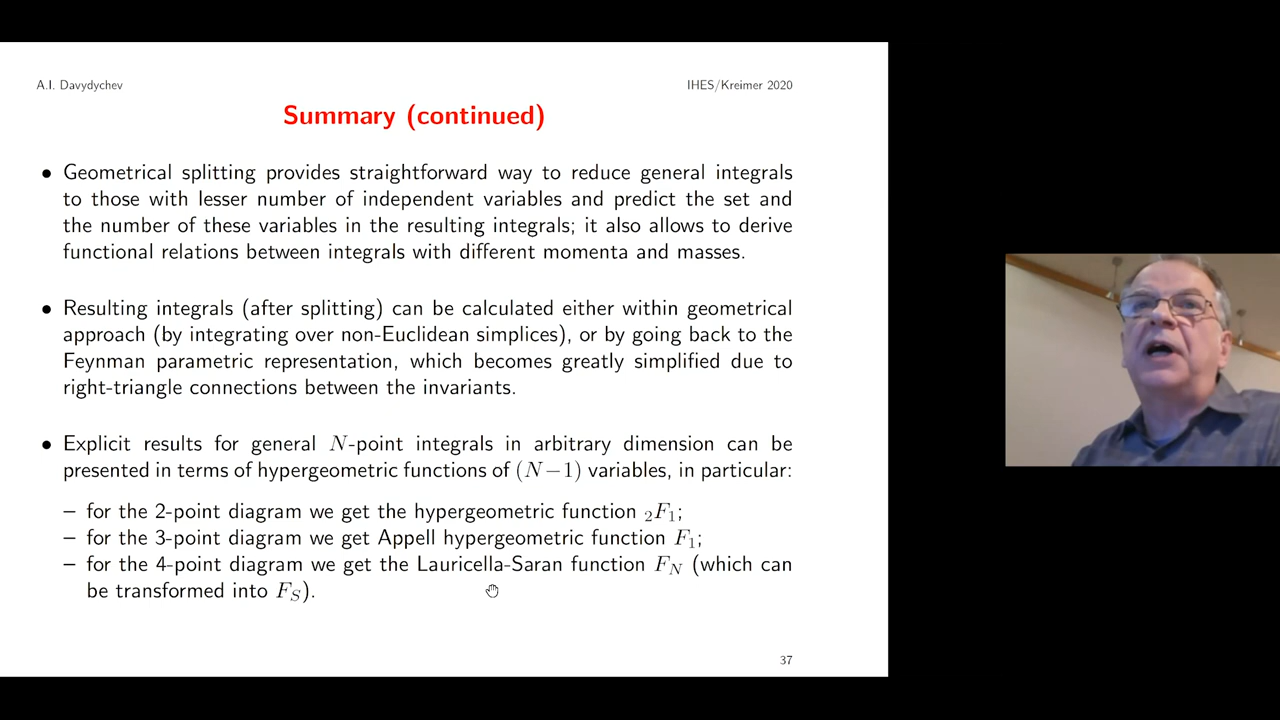 A.I. Davydychev
IHES/Kreimer 2020
Summary (continued)
• Geometrical splitting provides straightforward way to reduce general integrals
to those with lesser number of independent variables and predict the set and
the number of these variables in the resulting integrals; it also allows to derive
functional relations between integrals with different momenta and masses.
• Resulting integrals (after splitting) can be calculated either within geometrical
approach (by integrating over non-Euclidean simplices), or by going back to the
Feynman parametric representation, which becomes greatly simplified due to
right-triangle connections between the invariants.
• Explicit results for general N-point integrals in arbitrary dimension can be
presented in terms of hypergeometric functions of (N−1) variables, in particular:
– for the 2-point diagram we get the hypergeometric function ₂F₁;
– for the 3-point diagram we get Appell hypergeometric function F₁;
– for the 4-point diagram we get the Lauricella-Saran function F_N (which can
be transformed into F_S).
37